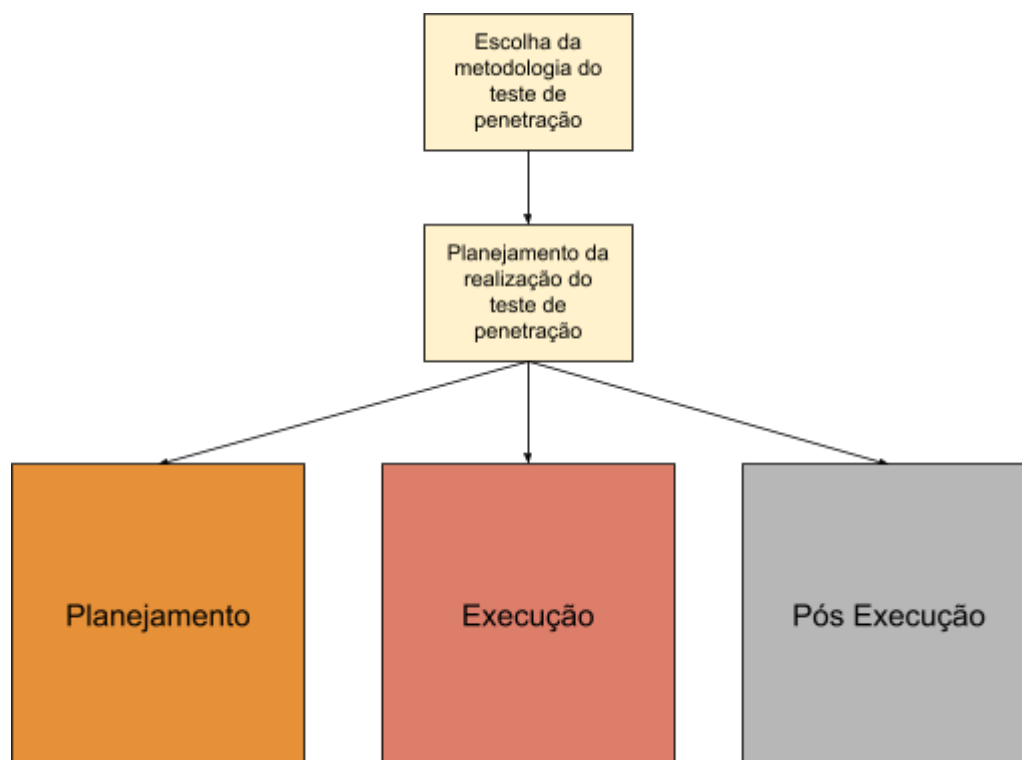 Escolha da
metodologia do
teste de
penetração
Planejamento da
realização do
teste de
penetração
Planejamento
Execução
Pós Execução